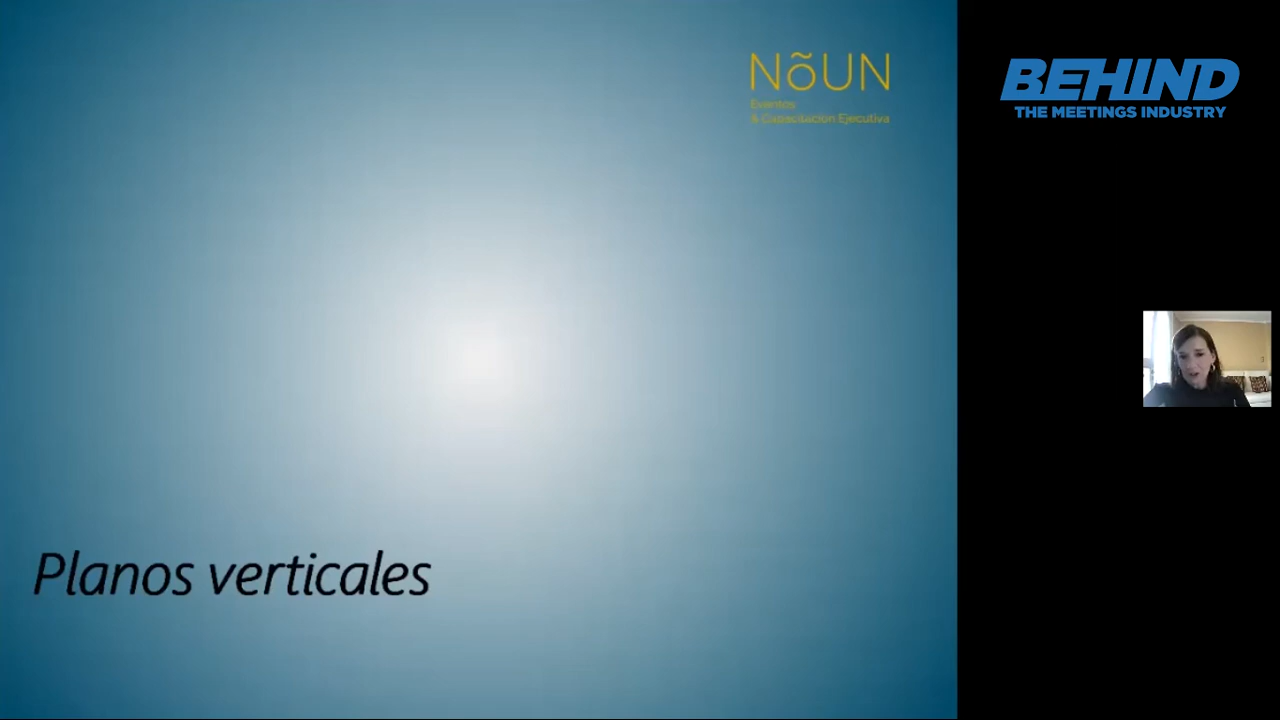 NõUN
Eventos
& Capacitación Ejecutiva
BEHIND
THE MEETINGS INDUSTRY
Planos verticales